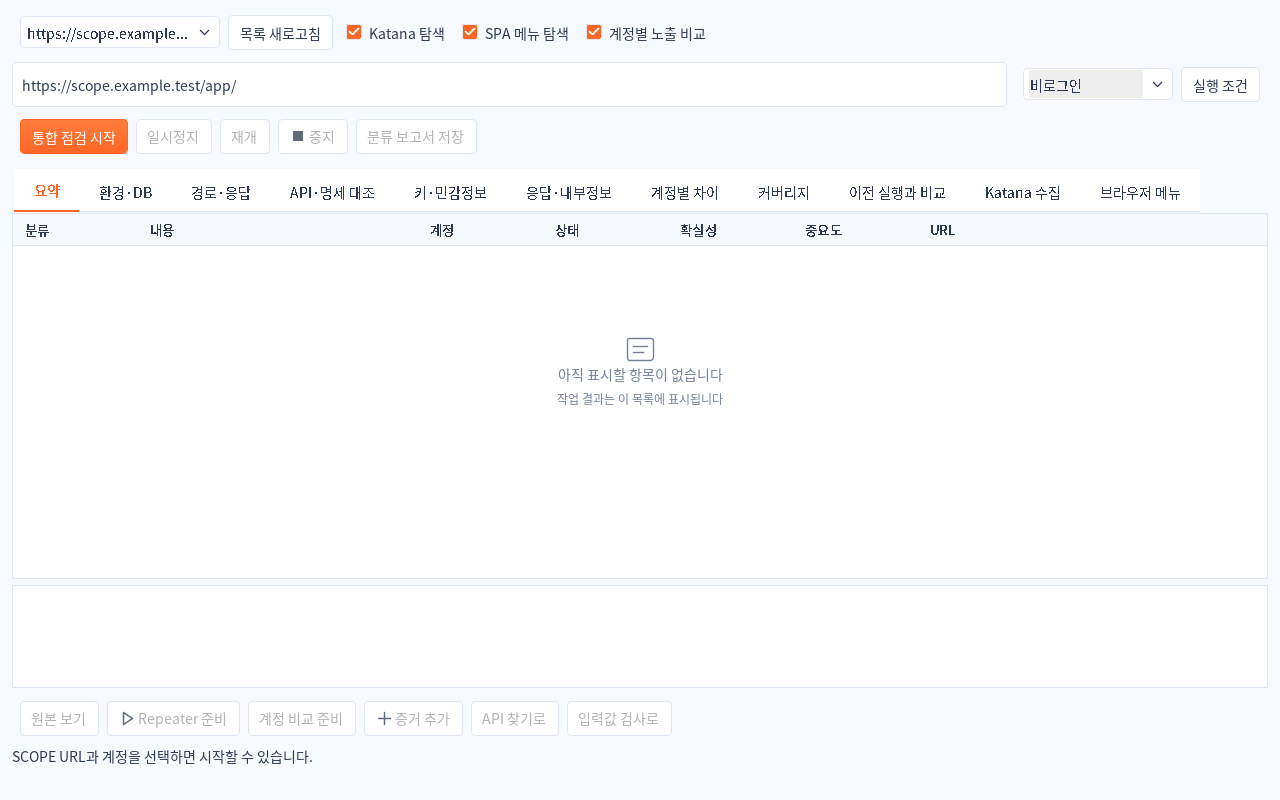 https://scope.example... 목록 새로고침 Katana 탐색 SPA 메뉴 탐색 계정별 노출 비교
https://scope.example.test/app/ 비로그인 실행 조건
통합 점검 시작 일시정지 재개 중지 분류 보고서 저장
요약 환경·DB 경로·응답 API·명세 대조 키·민감정보 응답·내부정보 계정별 차이 커버리지 이전 실행과 비교 Katana 수집 브라우저 메뉴
분류 내용 계정 상태 확실성 중요도 URL
아직 표시할 항목이 없습니다
작업 결과는 이 목록에 표시됩니다
원본 보기 Repeater 준비 계정 비교 준비 증거 추가 API 찾기로 입력값 검사로
SCOPE URL과 계정을 선택하면 시작할 수 있습니다.